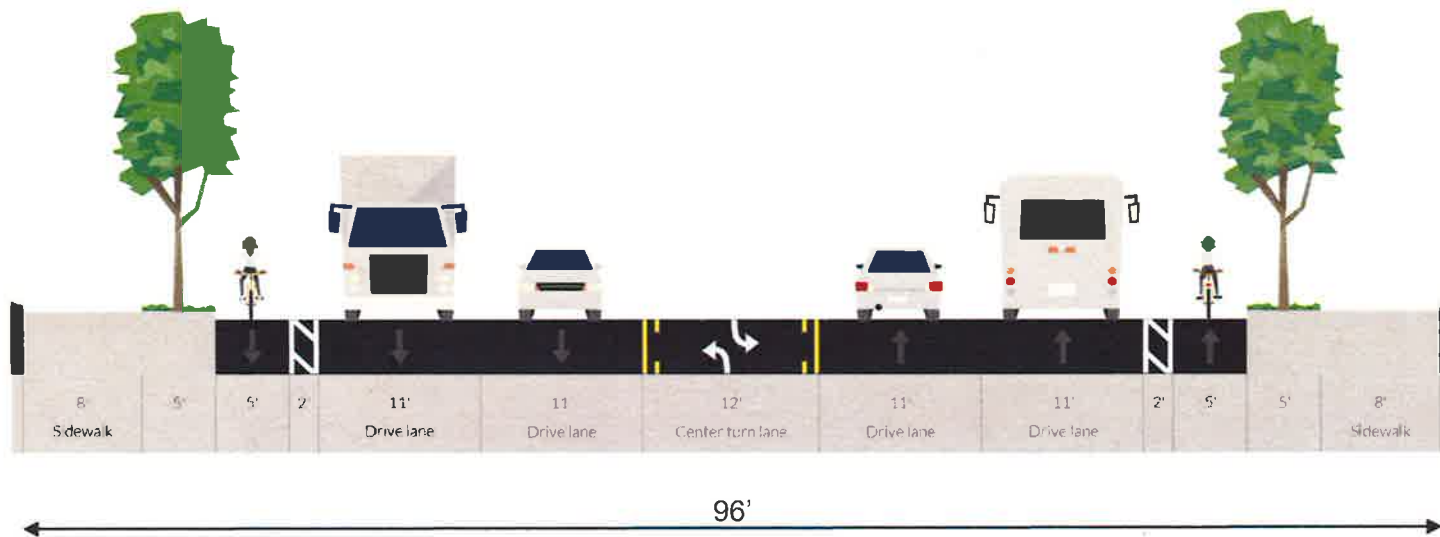 8' 5' 5' 2' 11' 11 12' 11' 11' 2' 5' 5' 8'
Sidewalk Drive lane Drive lane Center turn lane Drive lane Drive lane Sidewalk
96'